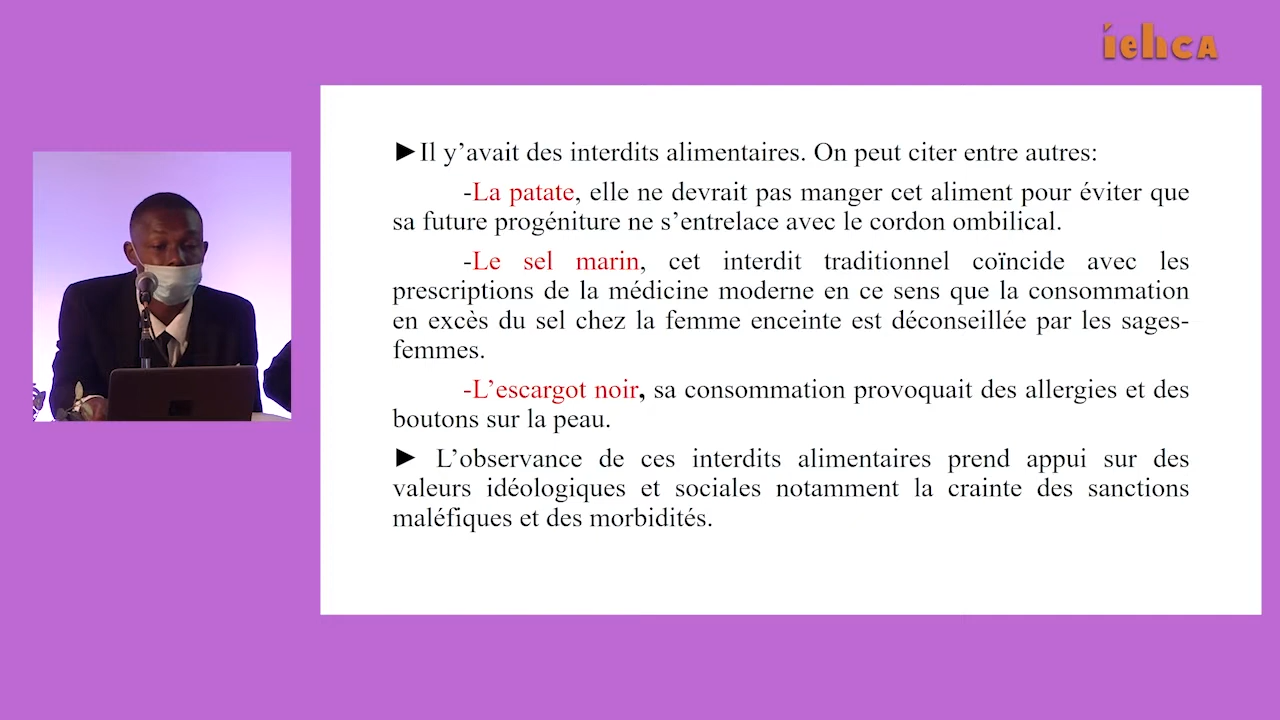 iehcA
►Il y’avait des interdits alimentaires. On peut citer entre autres:
-La patate, elle ne devrait pas manger cet aliment pour éviter que
sa future progéniture ne s’entrelace avec le cordon ombilical.
-Le sel marin, cet interdit traditionnel coïncide avec les
prescriptions de la médicine moderne en ce sens que la consommation
en excès du sel chez la femme enceinte est déconseillée par les sages-
femmes.
-L’escargot noir, sa consommation provoquait des allergies et des
boutons sur la peau.
► L’observance de ces interdits alimentaires prend appui sur des
valeurs idéologiques et sociales notamment la crainte des sanctions
maléfiques et des morbidités.